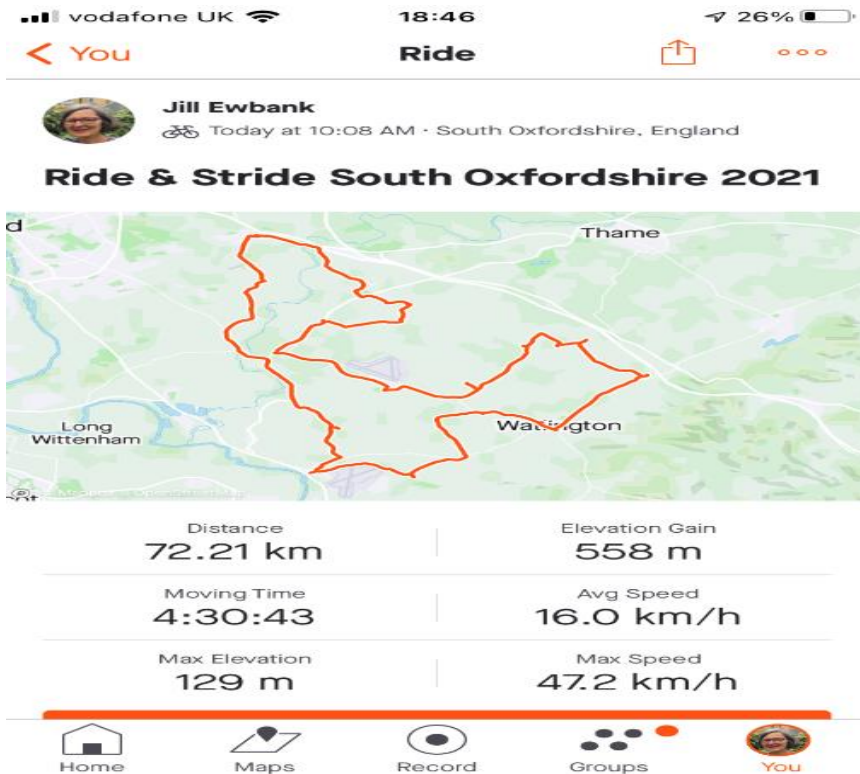 vodafone UK 18:46 26%
You Ride
Jill Ewbank
Today at 10:08 AM · South Oxfordshire, England
Ride & Stride South Oxfordshire 2021
d
Thame
Long
Wittenham
Watlington
Distance Elevation Gain
72.21 km 558 m
Moving Time Avg Speed
4:30:43 16.0 km/h
Max Elevation Max Speed
129 m 47.2 km/h
Home Maps Record Groups You